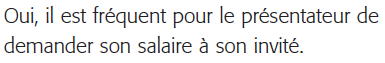 Oui, il est fréquent pour le présentateur de
demander son salaire à son invité.